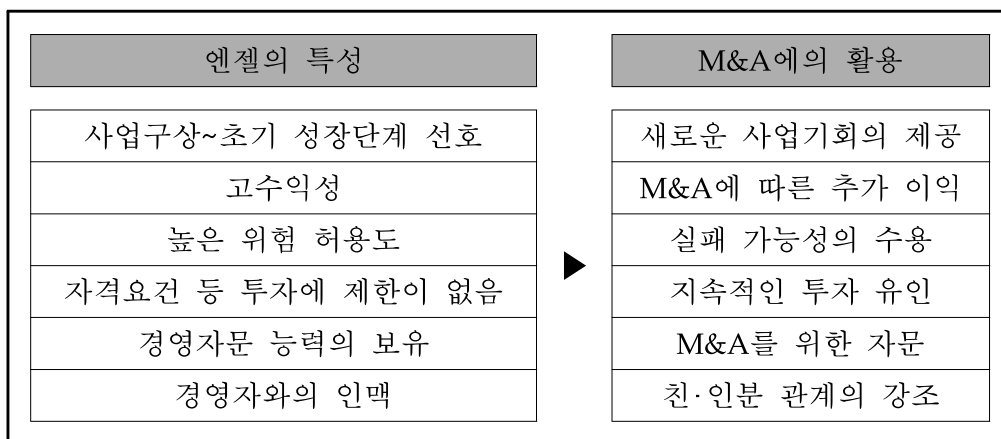 엔젤의 특성
M&A에의 활용
사업구상~초기 성장단계 선호
새로운 사업기회의 제공
고수익성
M&A에 따른 추가 이익
높은 위험 허용도
실패 가능성의 수용
자격요건 등 투자에 제한이 없음
지속적인 투자 유인
경영자문 능력의 보유
M&A를 위한 자문
경영자와의 인맥
친·인분 관계의 강조